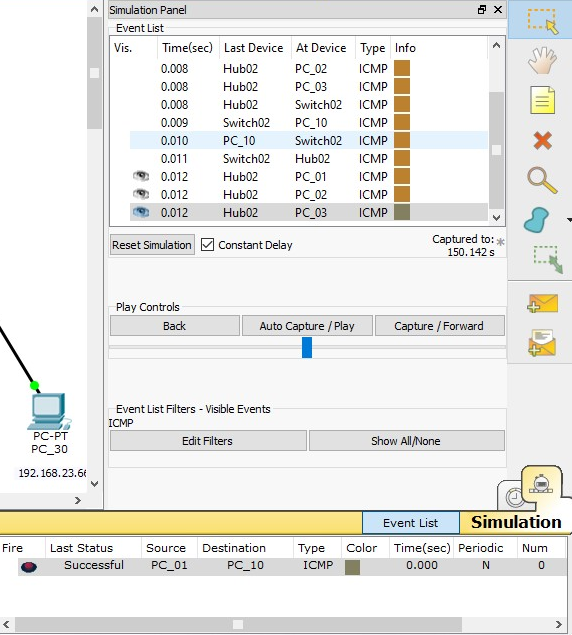 Simulation Panel
Event List
Vis. Time(sec) Last Device At Device Type Info
0.008 Hub02 PC_02 ICMP
0.008 Hub02 PC_03 ICMP
0.008 Hub02 Switch02 ICMP
0.009 Switch02 PC_10 ICMP
0.010 PC_10 Switch02 ICMP
0.011 Switch02 Hub02 ICMP
0.012 Hub02 PC_01 ICMP
0.012 Hub02 PC_02 ICMP
0.012 Hub02 PC_03 ICMP
Reset Simulation Constant Delay Captured to: *
150.142 s
Play Controls
Back Auto Capture / Play Capture / Forward
Event List Filters - Visible Events
ICMP
Edit Filters Show All/None
PC-PT
PC_30
192.168.23.66
Event List Simulation
Fire Last Status Source Destination Type Color Time(sec) Periodic Num
Successful PC_01 PC_10 ICMP 0.000 N 0